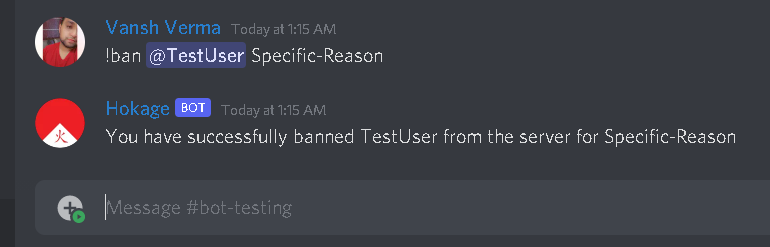 Vansh Verma Today at 1:15 AM
!ban @TestUser Specific-Reason
火
Hokage BOT Today at 1:15 AM
You have successfully banned TestUser from the server for Specific-Reason
Message #bot-testing